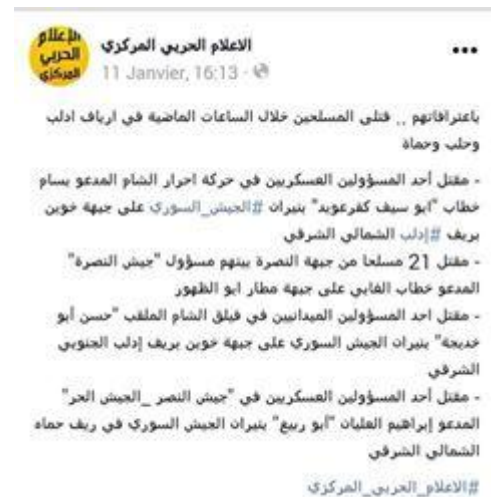 الإعلام
الحربي
المركزي
الاعلام الحربي المركزي
11 Janvier, 16:13
باعترافاتهم .. قتلى المسلحين خلال الساعات الماضية في ارياف ادلب
وحلب وحماة
- مقتل أحد المسؤولين العسكريين في حركة احرار الشام المدعو بسام
خطاب "ابو سيف كفرعويد" بنيران #الجيش_السوري على جبهة خوين
بريف #إدلب الشمالي الشرقي
- مقتل 21 مسلحا من جبهة النصرة بينهم مسؤول "جيش النصرة"
المدعو خطاب الغابي على جبهة مطار ابو الظهور
- مقتل احد المسؤولين الميدانيين في فيلق الشام الملقب "حسن أبو
خديجة" بنيران الجيش السوري على جبهة خوين بريف إدلب الجنوبي
الشرقي
- مقتل أحد المسؤولين العسكريين في "جيش النصر _الجيش الحر"
المدعو إبراهيم العليان "أبو ربيع" بنيران الجيش السوري في ريف حماه
الشمالي الشرقي
#الاعلام_الحربي_المركزي